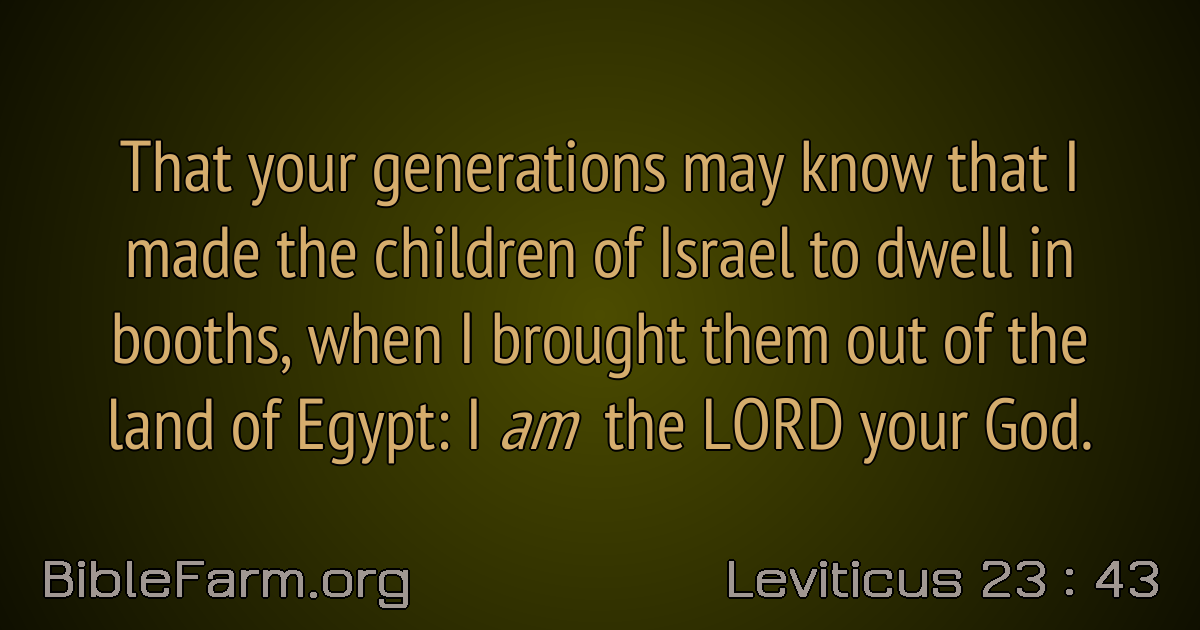 That your generations may know that I
made the children of Israel to dwell in
booths, when I brought them out of the
land of Egypt: I am the LORD your God.
BibleFarm.org
Leviticus 23 : 43